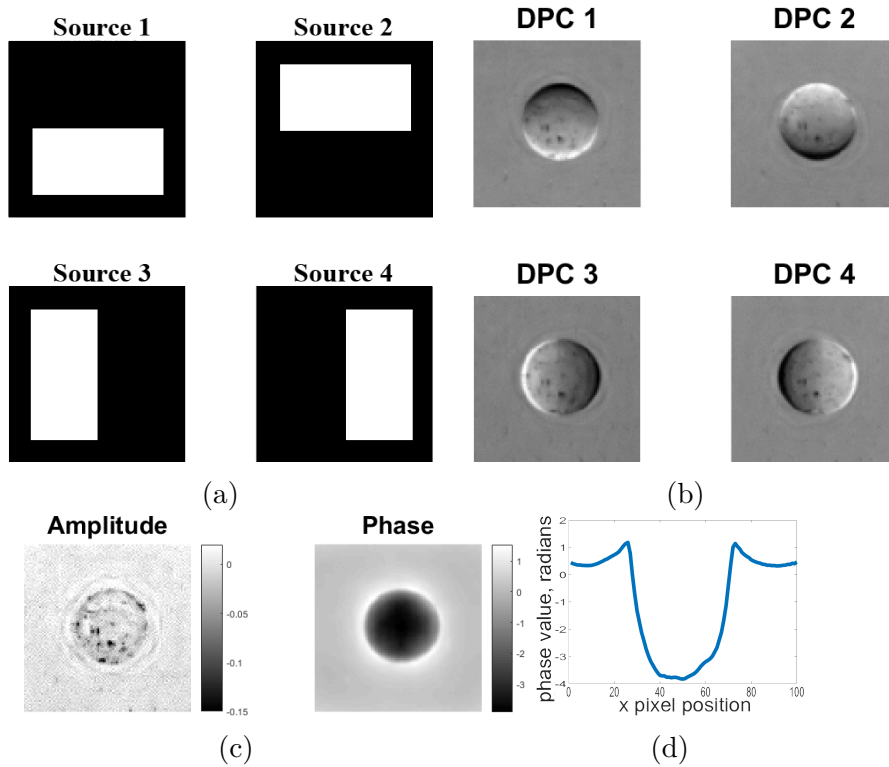 Source 1
Source 2
DPC 1
DPC 2
Source 3
Source 4
DPC 3
DPC 4
(a)
(b)
Amplitude
0
-0.05
-0.1
-0.15
Phase
1
0
-1
-2
-3
phase value, radians
2
1
0
-1
-2
-3
-4
0
20
40
60
80
100
x pixel position
(c)
(d)